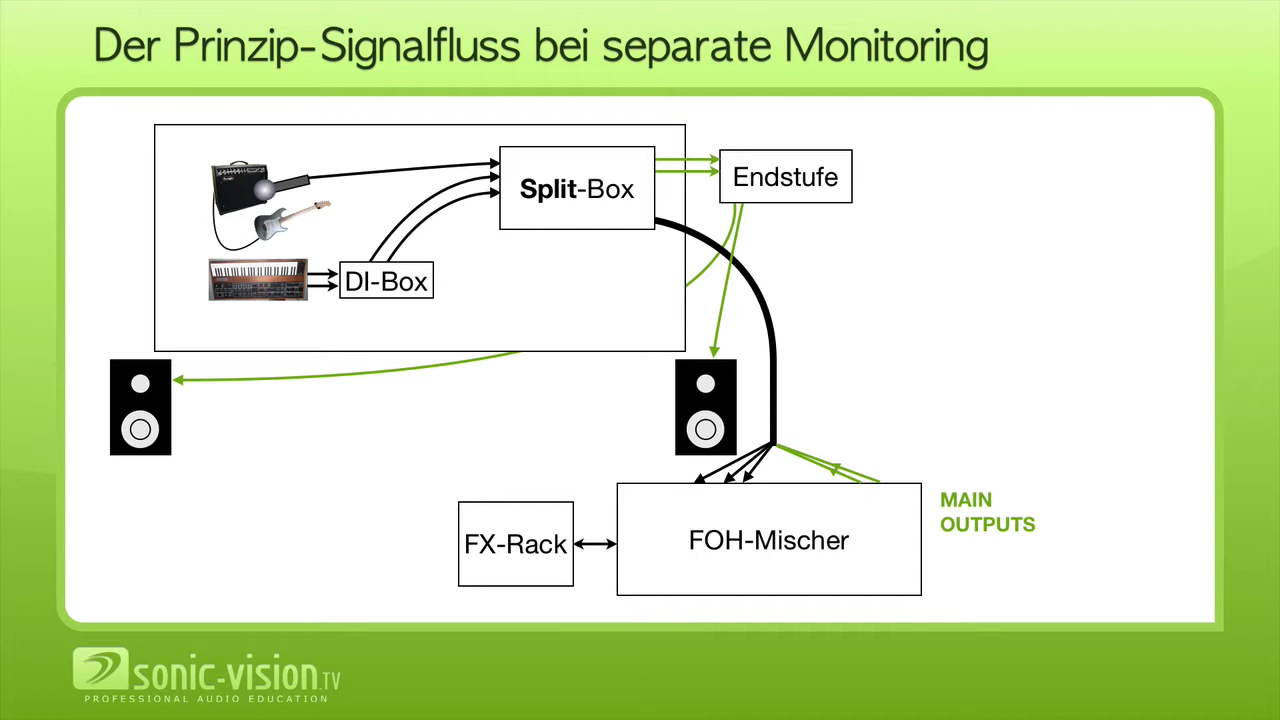 Der Prinzip-Signalfluss bei separate Monitoring
Split-Box
Endstufe
DI-Box
MAIN
OUTPUTS
FX-Rack
FOH-Mischer
sonic-vision.TV
PROFESSIONAL AUDIO EDUCATION